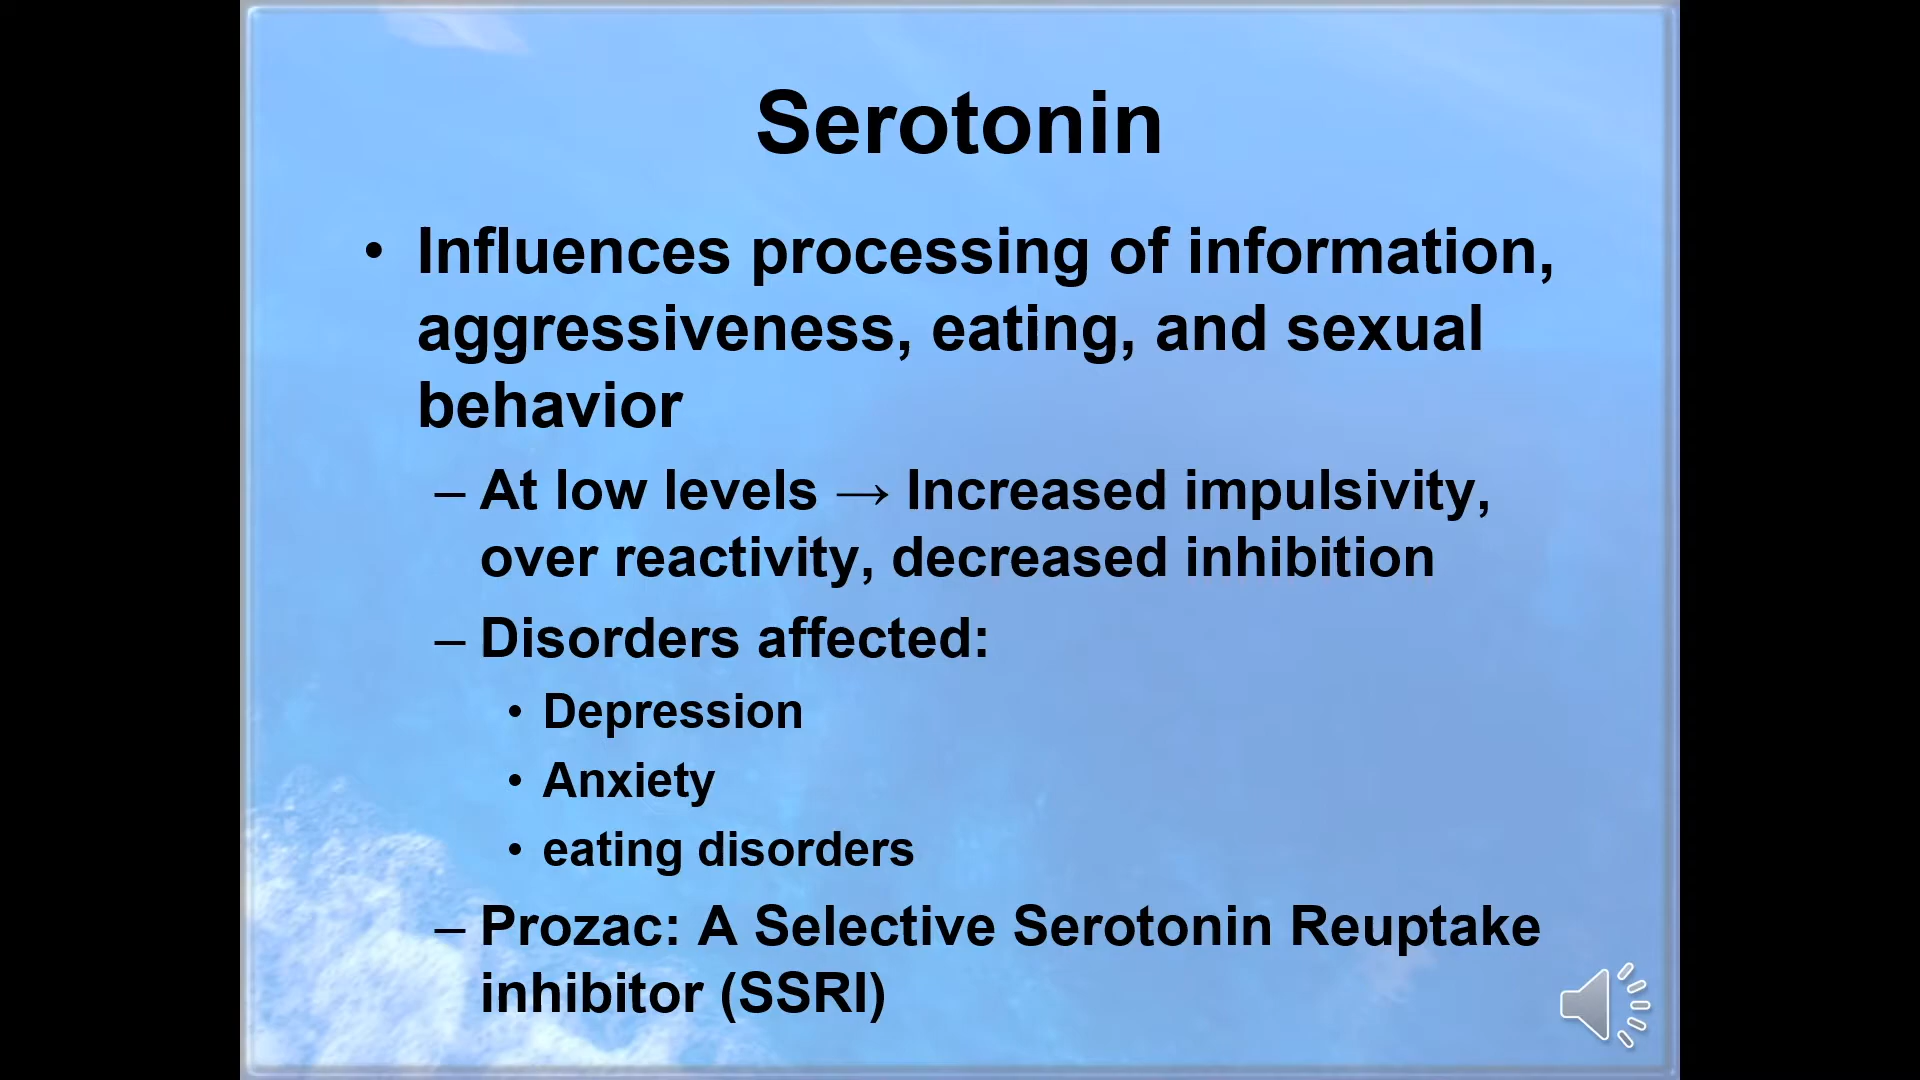 Serotonin
• Influences processing of information,
aggressiveness, eating, and sexual
behavior
– At low levels → Increased impulsivity,
over reactivity, decreased inhibition
– Disorders affected:
• Depression
• Anxiety
• eating disorders
– Prozac: A Selective Serotonin Reuptake
inhibitor (SSRI)